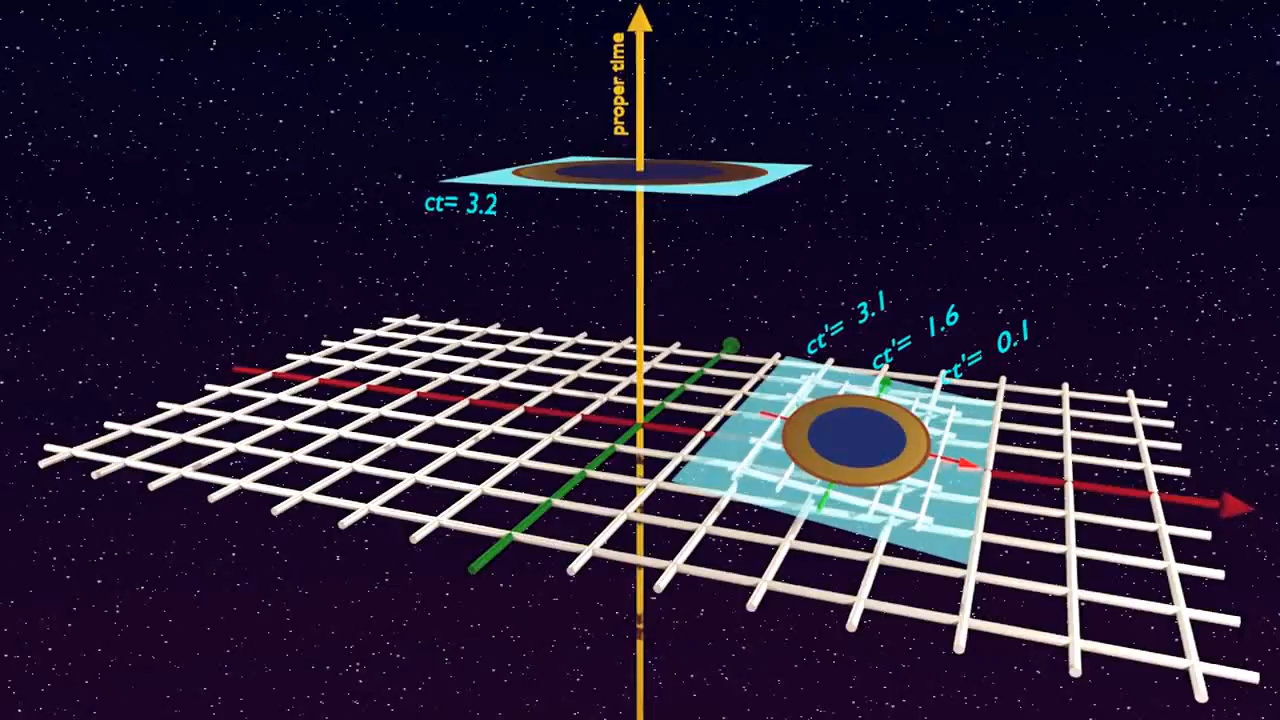 proper time
ct= 3.2
ct'= 3.1
ct'= 1.6
ct'= 0.1